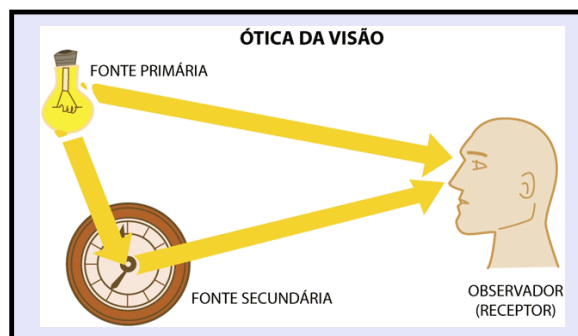 ÓTICA DA VISÃO
FONTE PRIMÁRIA
FONTE SECUNDÁRIA
OBSERVADOR
(RECEPTOR)